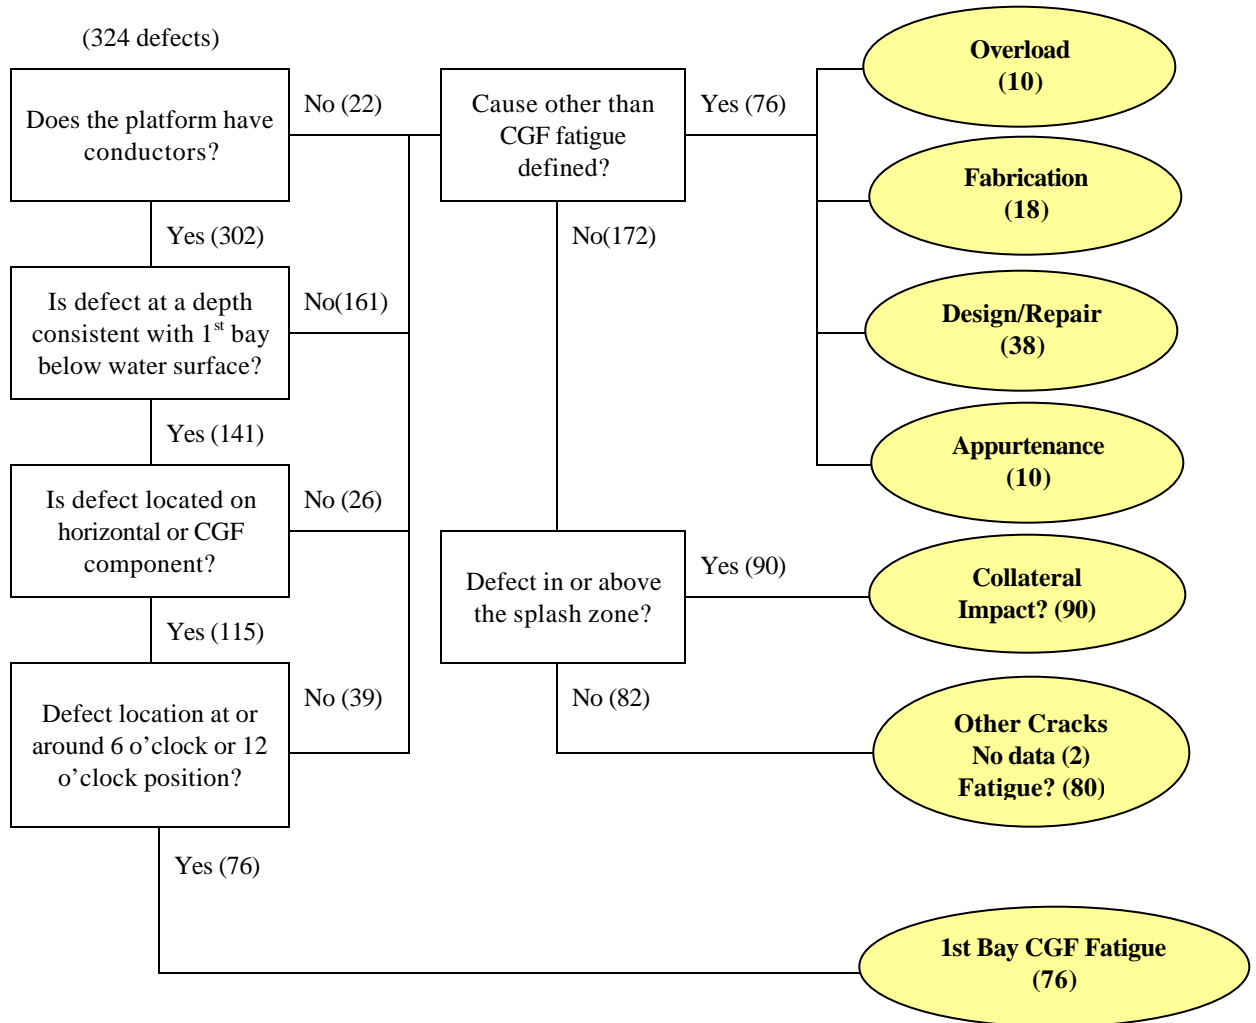 (324 defects)
Does the platform have
conductors?
No (22)
Yes (302)
Is defect at a depth
consistent with 1st bay
below water surface?
No(161)
Yes (141)
Is defect located on
horizontal or CGF
component?
No (26)
Yes (115)
Defect location at or
around 6 o’clock or 12
o’clock position?
No (39)
Yes (76)
Cause other than
CGF fatigue
defined?
Yes (76)
No(172)
Defect in or above
the splash zone?
Yes (90)
No (82)
Overload
(10)
Fabrication
(18)
Design/Repair
(38)
Appurtenance
(10)
Collateral
Impact? (90)
Other Cracks
No data (2)
Fatigue? (80)
1st Bay CGF Fatigue
(76)